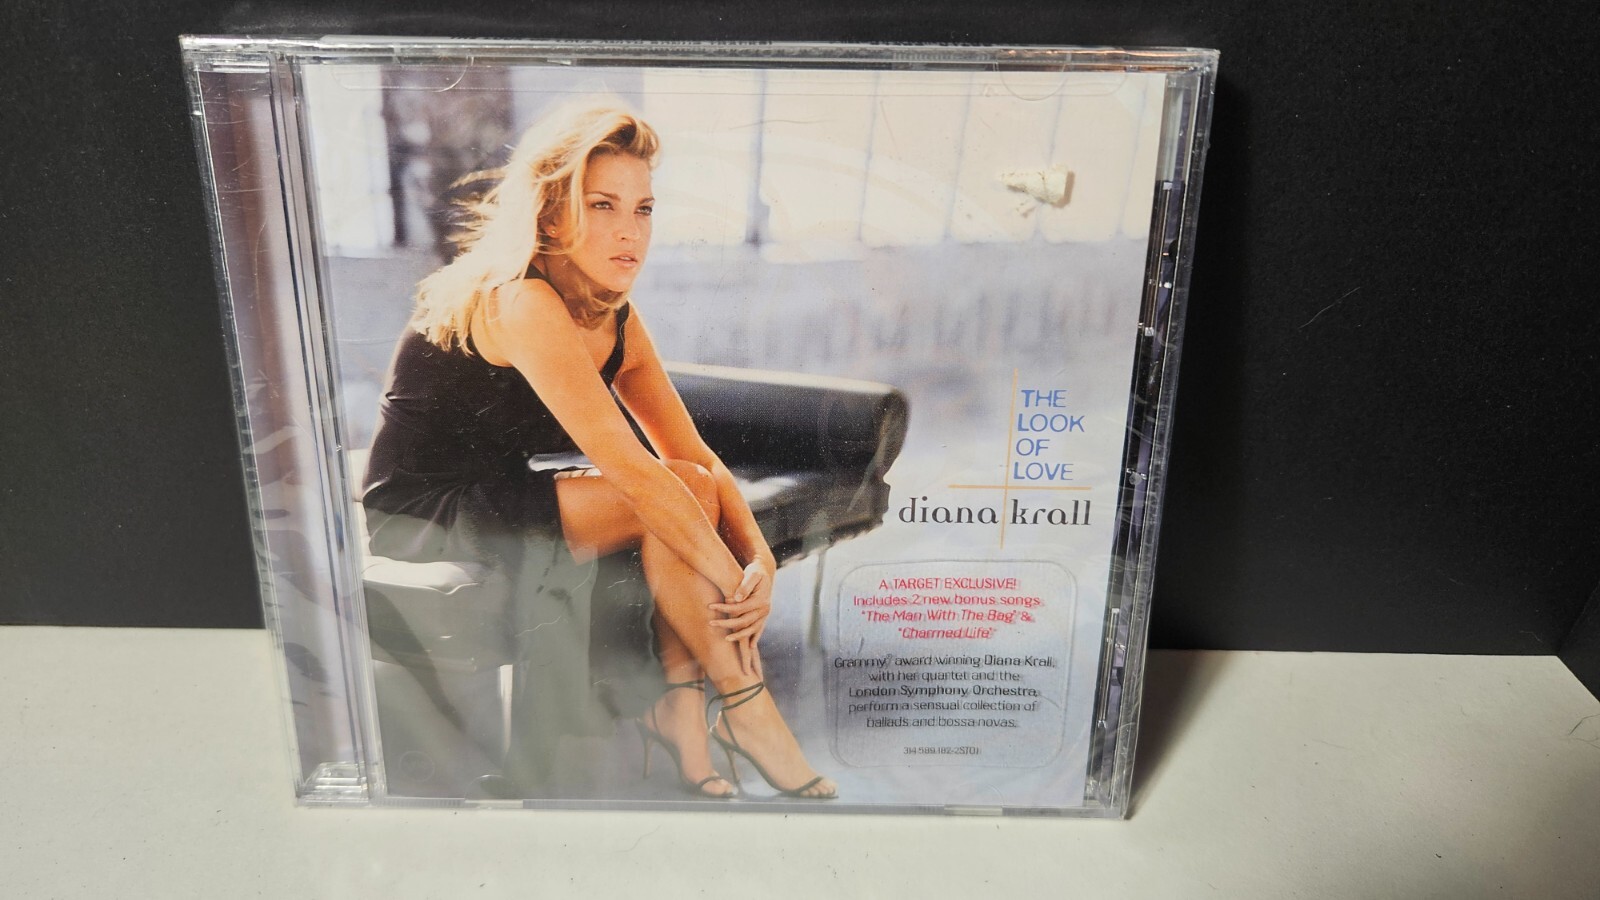 THE
LOOK
OF
LOVE
diana krall
A TARGET EXCLUSIVE!
Includes 2 new bonus songs
"The Man With The Bag" &
"Charmed Life"
Grammy® award winning Diana Krall,
with her quartet and the
London Symphony Orchestra,
perform a sensual collection of
ballads and bossa-novas.